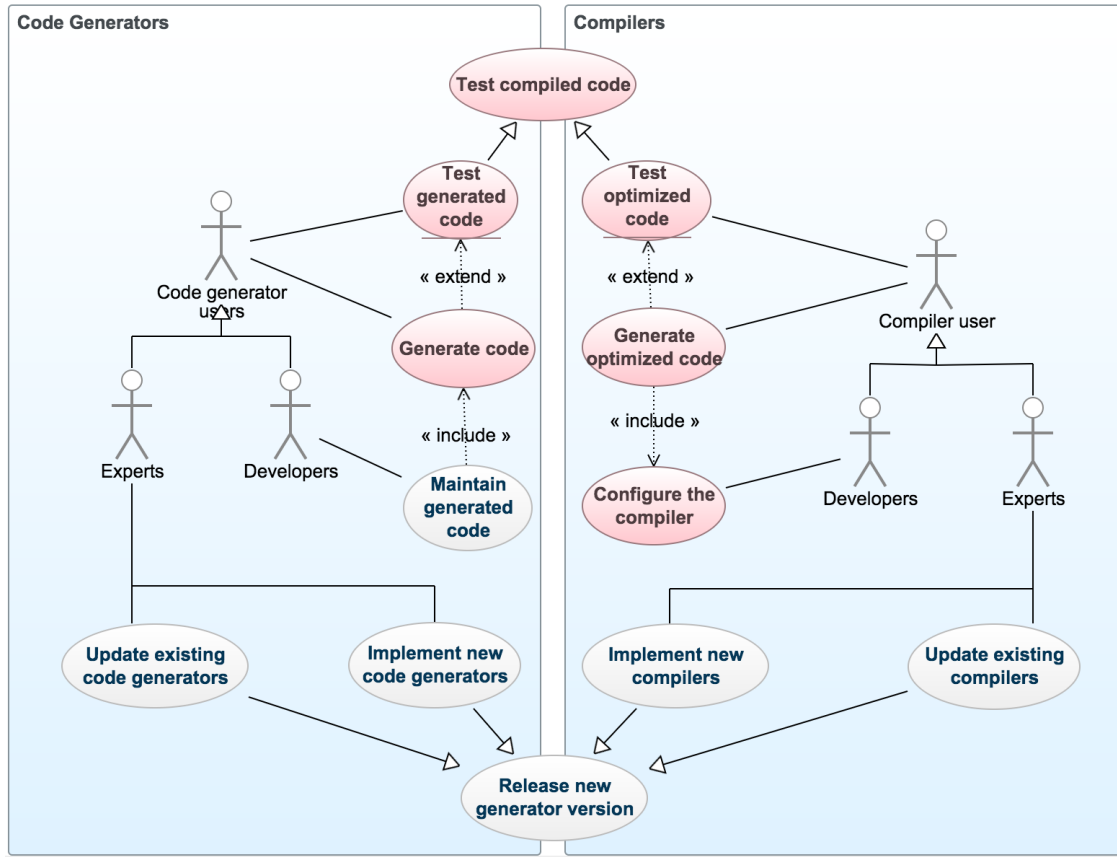 Code Generators
Compilers
Test compiled code
Test
generated
code
Test
optimized
code
Code generator
users
« extend »
« extend »
Compiler user
Generate code
Generate
optimized code
« include »
« include »
Experts
Developers
Maintain
generated
code
Configure the
compiler
Developers
Experts
Update existing
code generators
Implement new
code generators
Implement new
compilers
Update existing
compilers
Release new
generator version